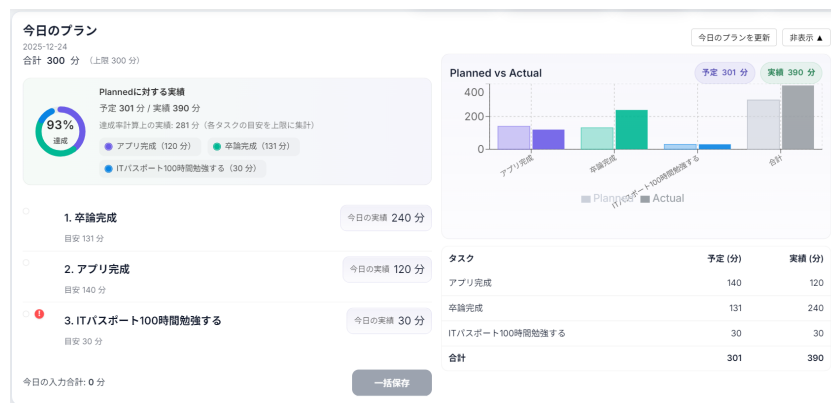 今日のプラン
2025-12-24
合計 300 分 (上限 300 分)
今日のプランを更新
非表示 ▲
Plannedに対する実績
予定 301 分 / 実績 390 分
達成率計算上の実績: 281 分（各タスクの目安を上限に集計）
93%
達成
アプリ完成（120 分）
卒論完成（131 分）
ITパスポート100時間勉強する（30 分）
1. 卒論完成
目安 131 分
今日の実績 240 分
2. アプリ完成
目安 140 分
今日の実績 120 分
!
3. ITパスポート100時間勉強する
目安 30 分
今日の実績 30 分
今日の入力合計: 0 分
一括保存
Planned vs Actual
予定 301 分
実績 390 分
400
200
0
アプリ完成
卒論完成
ITパスポート100時間勉強する
合計
Planned
Actual
タスク 予定 (分) 実績 (分)
アプリ完成 140 120
卒論完成 131 240
ITパスポート100時間勉強する 30 30
合計 301 390